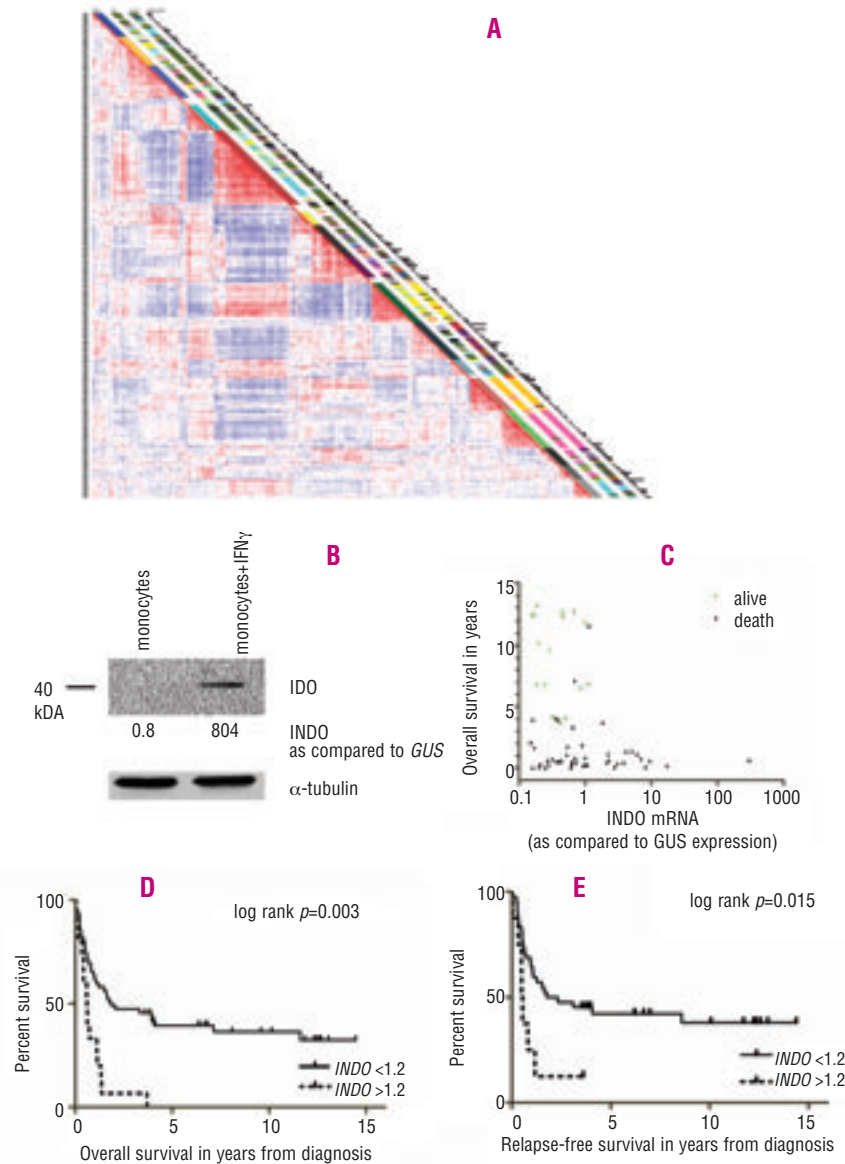 A
B
monocytes
monocytes+IFNγ
40
kDA
IDO
0.8 804 INDO
as compared to GUS
α-tubulin
C
15
10
5
0
Overall survival in years
alive
death
0.1 1 10 100 1000
INDO mRNA
(as compared to GUS expression)
D
100
50
0
Percent survival
log rank p=0.003
INDO <1.2
INDO >1.2
5 10 15
Overall survival in years from diagnosis
E
100
50
0
Percent survival
log rank p=0.015
INDO <1.2
INDO >1.2
0 5 10 15
Relapse-free survival in years from diagnosis